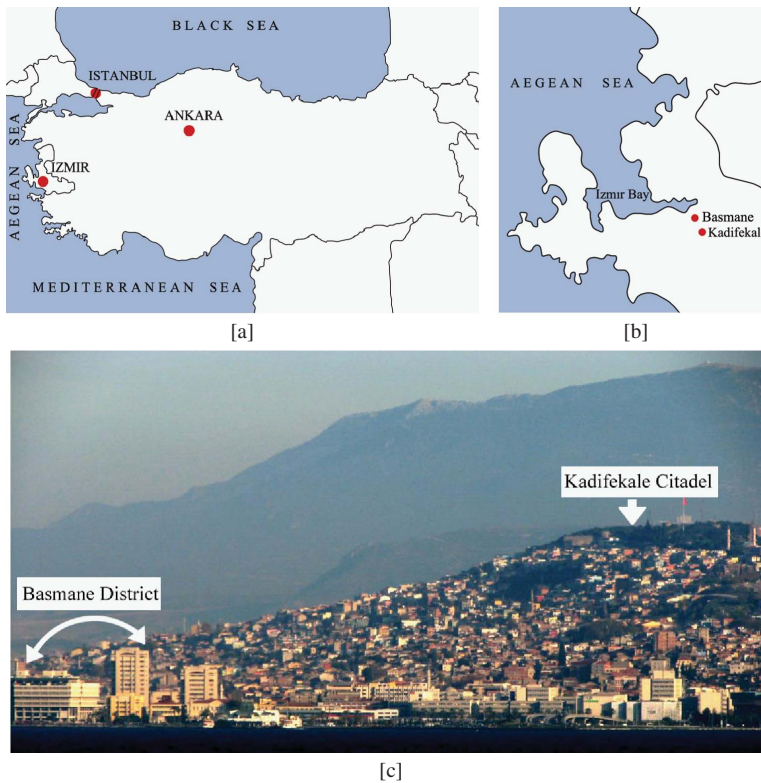 BLACK SEA
ISTANBUL
ANKARA
IZMIR
AEGEAN SEA
MEDITERRANEAN SEA
[a]
AEGEAN SEA
Izmır Bay
Basmane
Kadifekal
[b]
Kadifekale Citadel
Basmane District
[c]